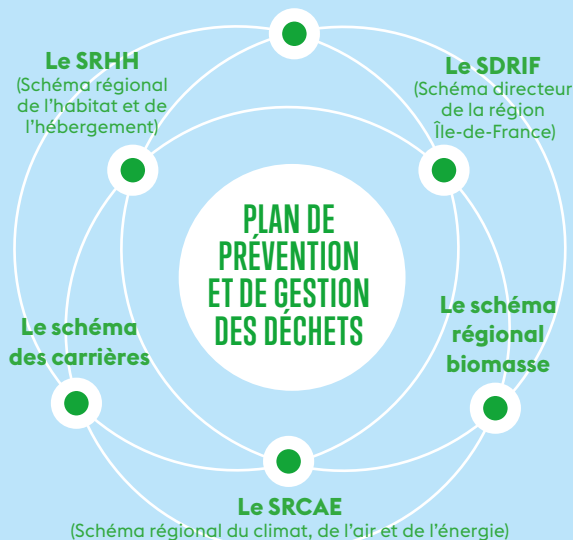 Le SRHH
(Schéma régional
de l'habitat et de
l'hébergement)
Le SDRIF
(Schéma directeur
de la région
Île-de-France)
PLAN DE
PRÉVENTION
ET DE GESTION
DES DÉCHETS
Le schéma
des carrières
Le schéma
régional
biomasse
Le SRCAE
(Schéma régional du climat, de l'air et de l'énergie)